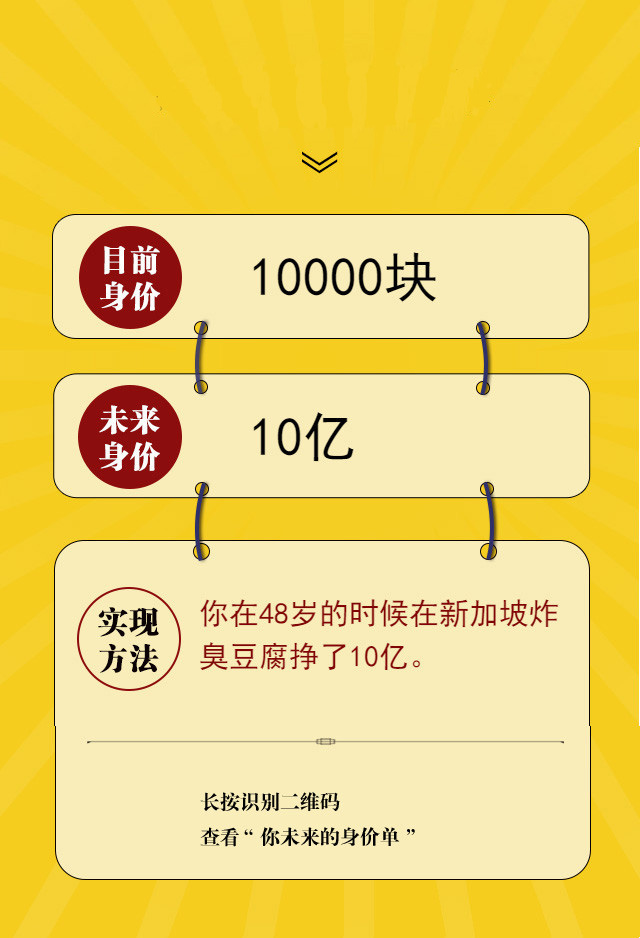 目前
身价
10000块
未来
身价
10亿
实现
方法
你在48岁的时候在新加坡炸
臭豆腐挣了10亿。
长按识别二维码
查看“你未来的身价单”